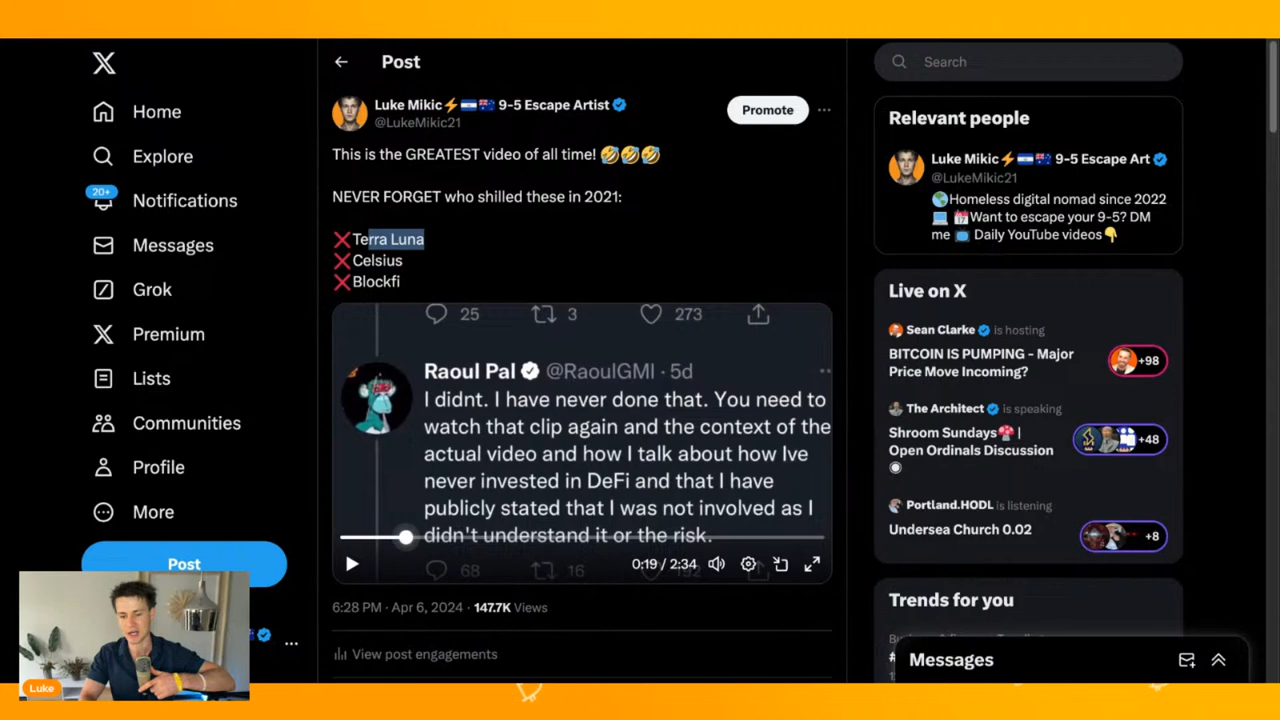 Home
Explore
20+
Notifications
Messages
Grok
Premium
Lists
Communities
Profile
More
Post
Luke
Post
Luke Mikic⚡🇸🇻🇦🇺 9-5 Escape Artist
@LukeMikic21
Promote
This is the GREATEST video of all time! 🤣🤣🤣
NEVER FORGET who shilled these in 2021:
❌Terra Luna
❌Celsius
❌Blockfi
25 3 273
Raoul Pal @RaoulGMI · 5d
I didnt. I have never done that. You need to
watch that clip again and the context of the
actual video and how I talk about how Ive
never invested in DeFi and that I have
publicly stated that I was not involved as I
didn't understand it or the risk.
0:19 / 2:34
68 16 192
6:28 PM · Apr 6, 2024 · 147.7K Views
View post engagements
Search
Relevant people
Luke Mikic⚡🇸🇻🇦🇺 9-5 Escape Art
@LukeMikic21
🌎Homeless digital nomad since 2022
💻 📅Want to escape your 9-5? DM
me 📺 Daily YouTube videos👇
Live on X
Sean Clarke is hosting
BITCOIN IS PUMPING - Major
Price Move Incoming?
+98
The Architect is speaking
Shroom Sundays🍄 |
Open Ordinals Discussion
+48
Portland.HODL is listening
Undersea Church 0.02
+8
Trends for you
Messages